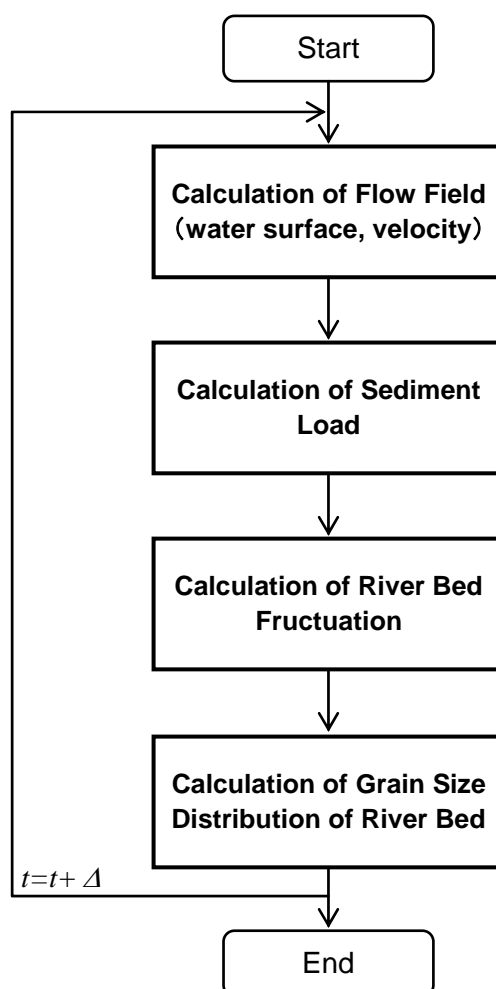 Start
Calculation of Flow Field
（water surface, velocity）
Calculation of Sediment
Load
Calculation of River Bed
Fructuation
Calculation of Grain Size
Distribution of River Bed
t=t+ Δ
End